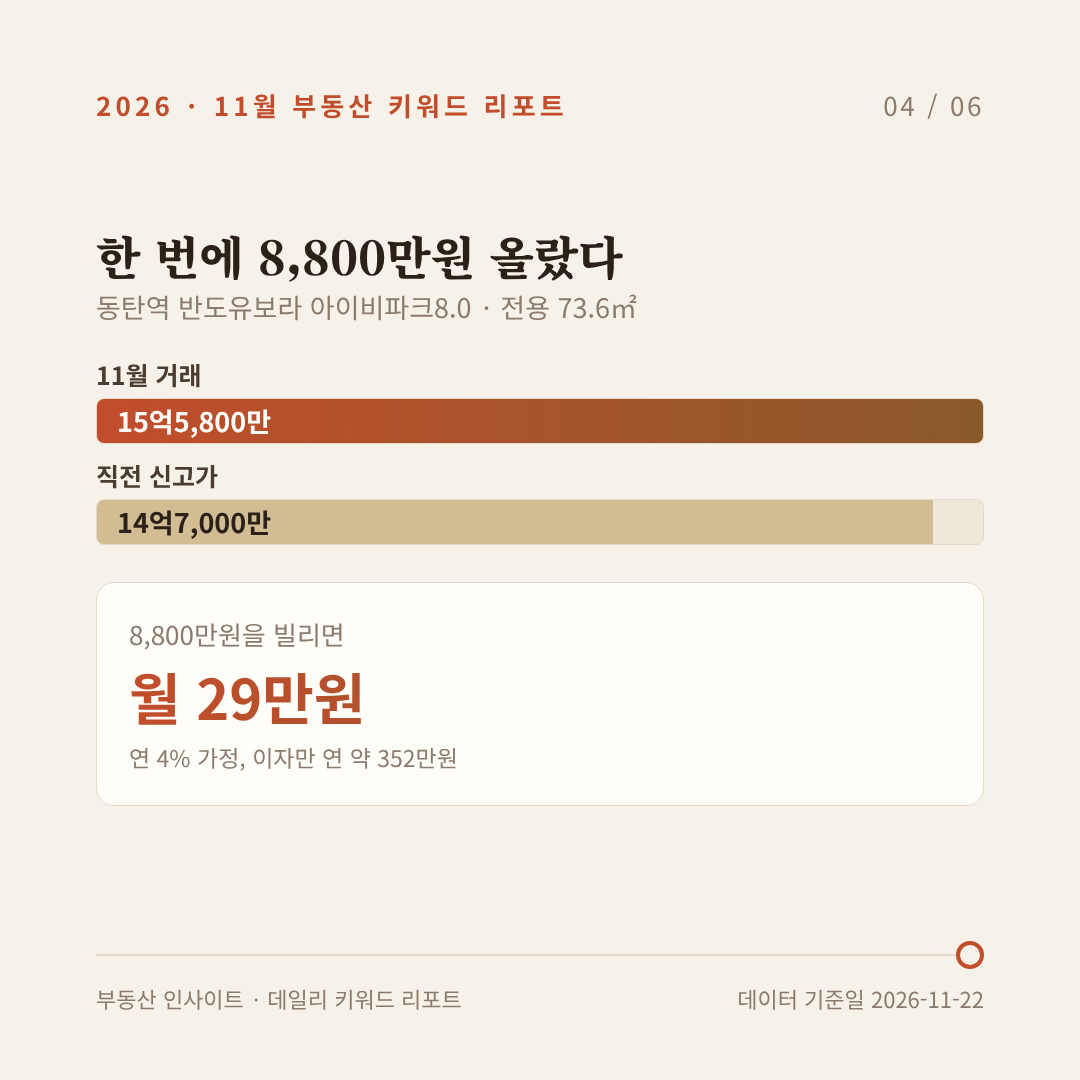 2026 · 11월 부동산 키워드 리포트
04 / 06
한 번에 8,800만원 올랐다
동탄역 반도유보라 아이비파크8.0 · 전용 73.6㎡
11월 거래
15억5,800만
직전 신고가
14억7,000만
8,800만원을 빌리면
월 29만원
연 4% 가정, 이자만 연 약 352만원
부동산 인사이트 · 데일리 키워드 리포트
데이터 기준일 2026-11-22